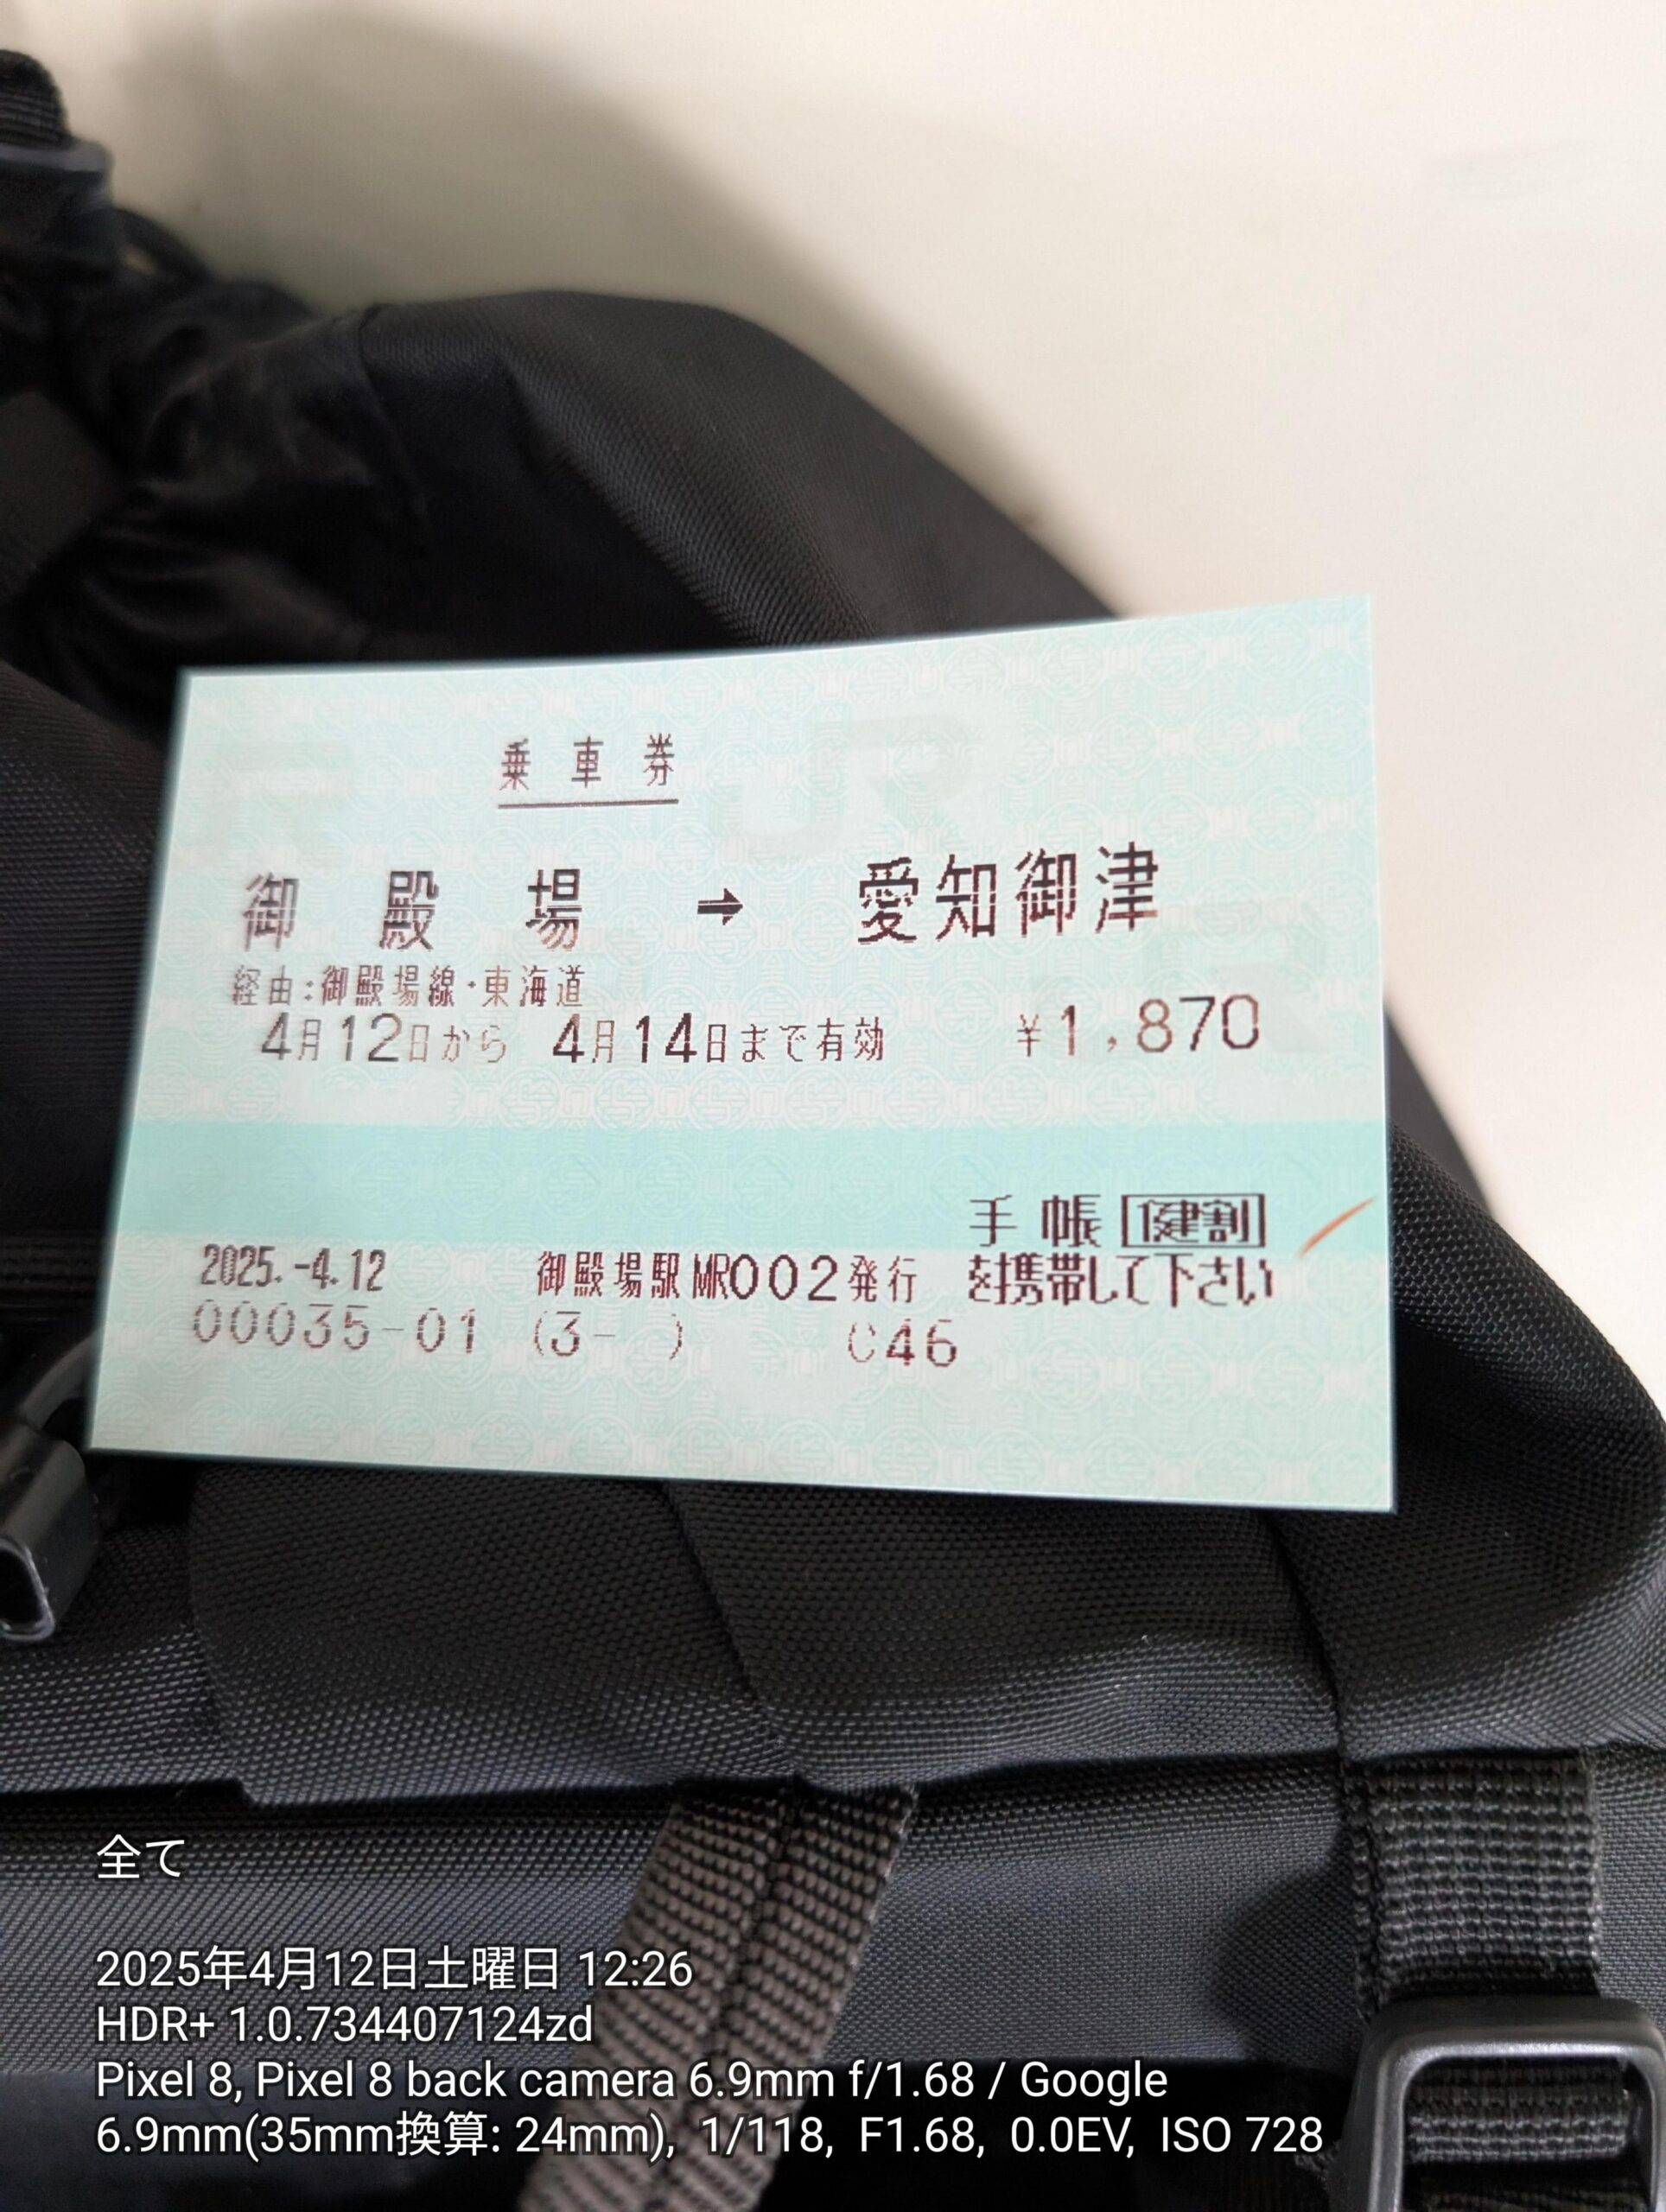 乗車券
御殿場 ➡ 愛知御津
経由:御殿場線・東海道
4月12日から 4月14日まで有効 ¥1,870
手帳健割
2025.-4.12 御殿場駅MR002発行 を携帯して下さい
00035-01 (3- ) C46
全て
2025年4月12日土曜日 12:26
HDR+ 1.0.734407124zd
Pixel 8, Pixel 8 back camera 6.9mm f/1.68 / Google
6.9mm(35mm換算: 24mm), 1/118, F1.68, 0.0EV, ISO 728